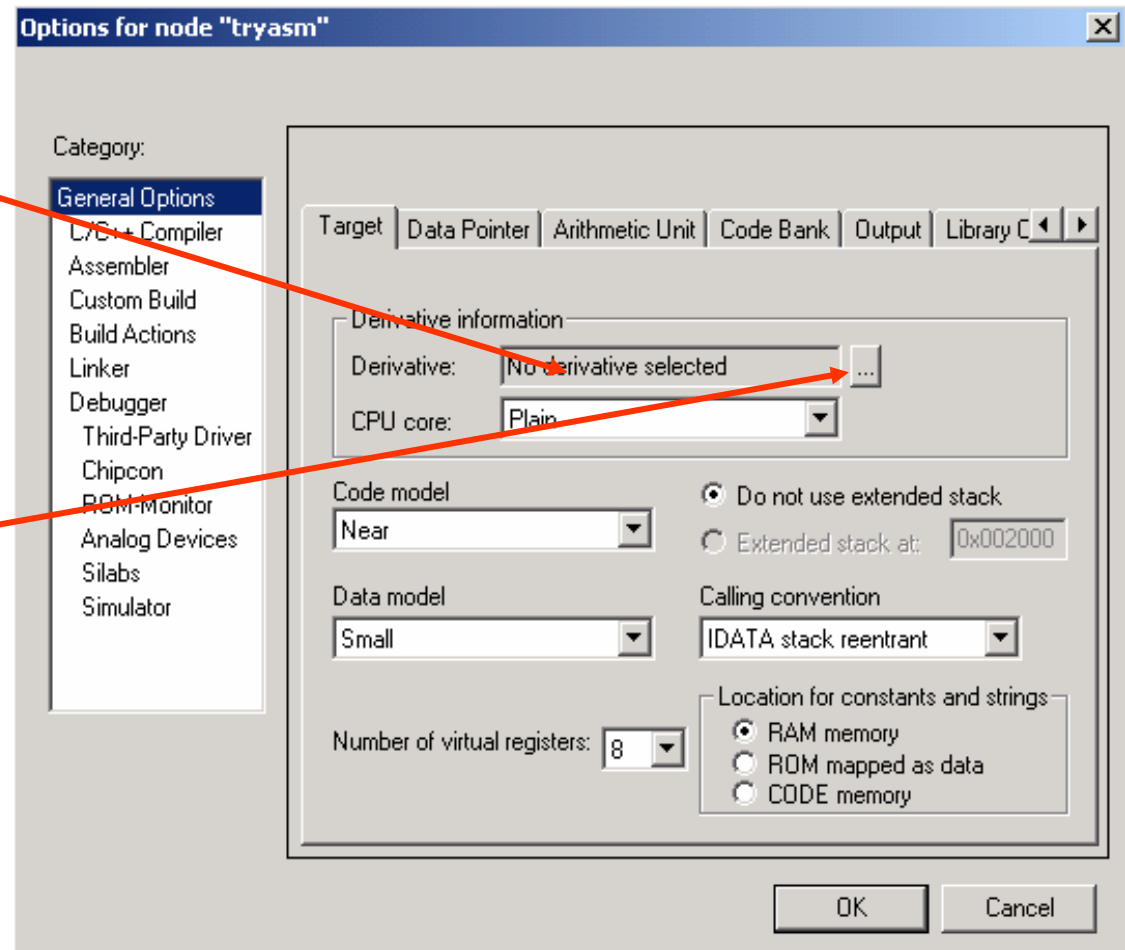 Options for node "tryasm"
Category:
General Options
C/C++ Compiler
Assembler
Custom Build
Build Actions
Linker
Debugger
Third-Party Driver
Chipcon
ROM-Monitor
Analog Devices
Silabs
Simulator
Target Data Pointer Arithmetic Unit Code Bank Output Library
Derivative information
Derivative: No derivative selected ...
CPU core: Plain
Code model
Near
Do not use extended stack
Extended stack at: 0x002000
Data model
Small
Calling convention
IDATA stack reentrant
Number of virtual registers: 8
Location for constants and strings
RAM memory
ROM mapped as data
CODE memory
OK Cancel